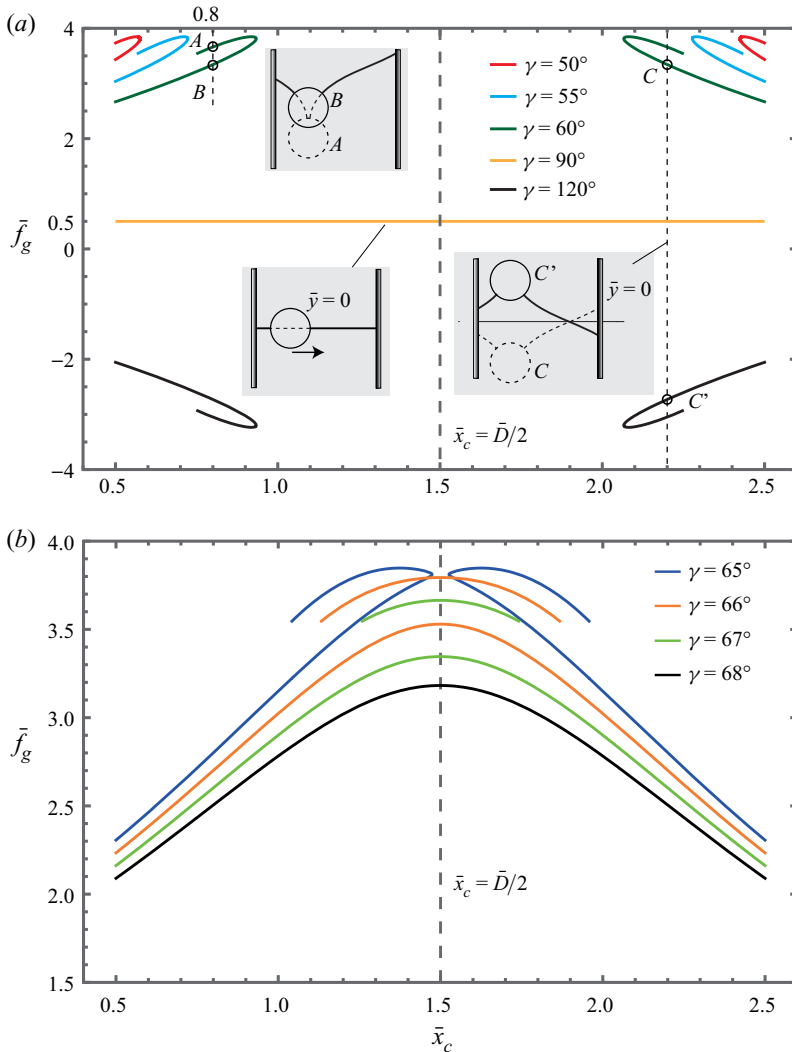 (a)
0.8
4
2
0.5
0
−2
−4
f̄g
A
B
B
A
γ = 50°
γ = 55°
γ = 60°
γ = 90°
γ = 120°
C
ȳ = 0
C’
ȳ = 0
C
C’
x̄c = D̄/2
0.5
1.0
1.5
2.0
2.5
(b)
4.0
3.5
3.0
2.5
2.0
1.5
f̄g
γ = 65°
γ = 66°
γ = 67°
γ = 68°
x̄c = D̄/2
0.5
1.0
1.5
2.0
2.5
x̄c